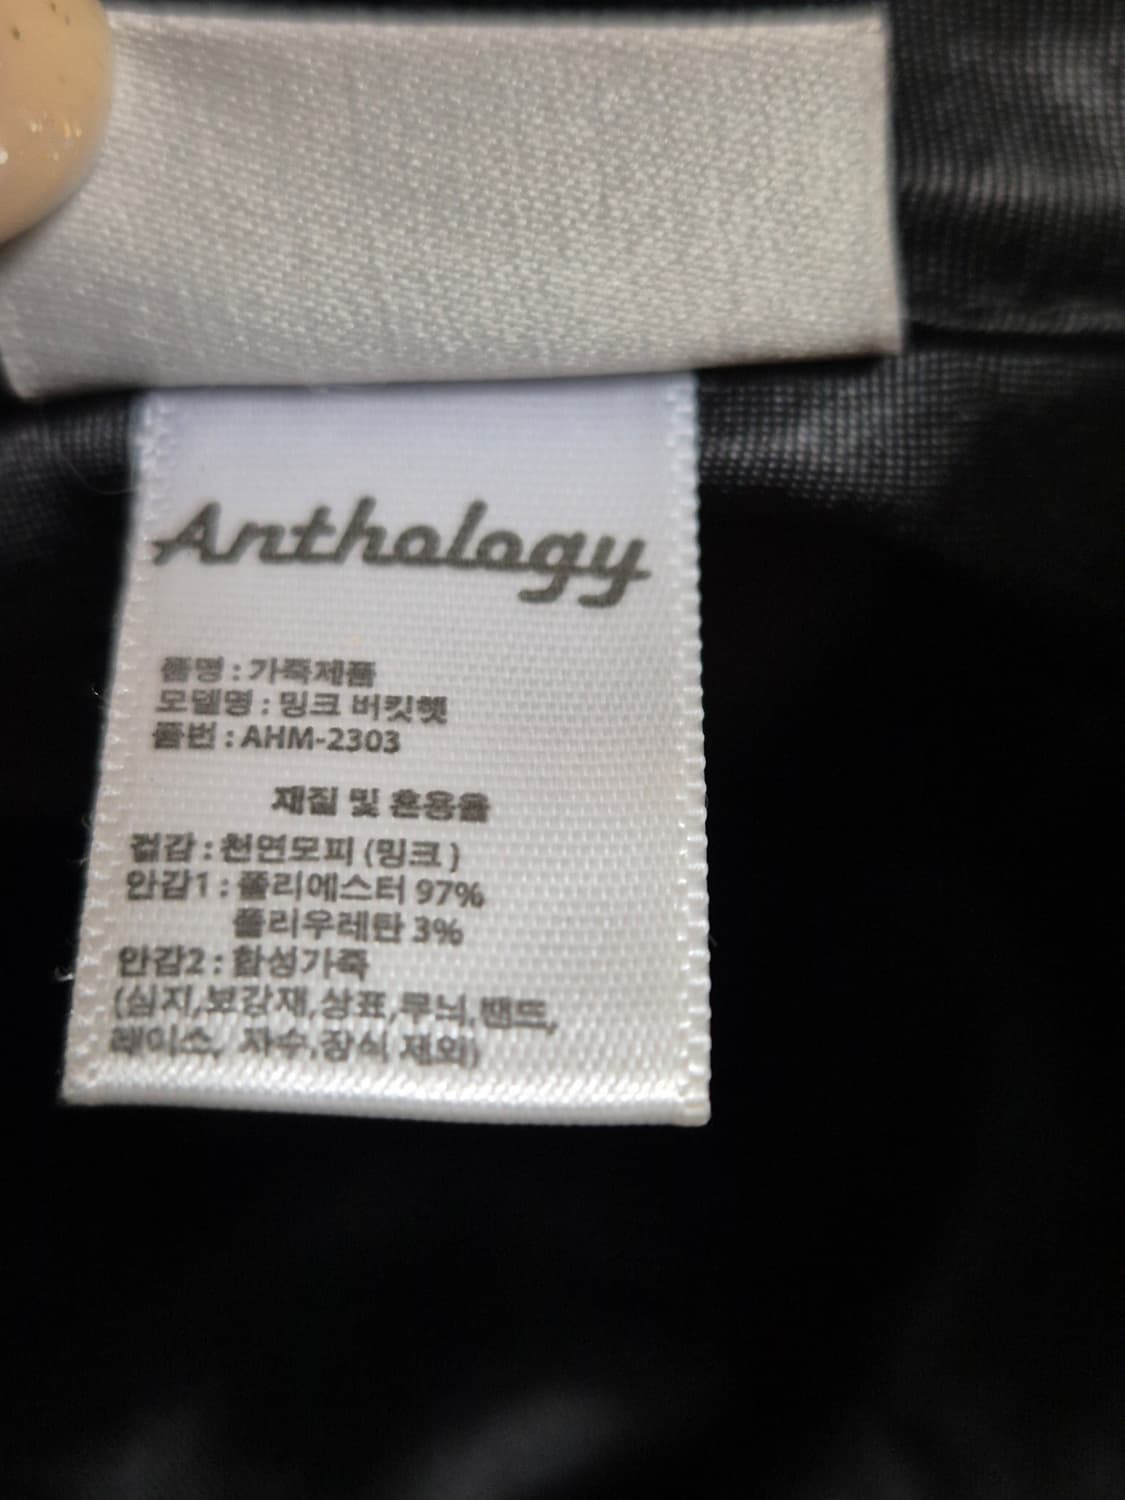 Anthology
품명 : 가죽제품
모델명 : 밍크 버킷햇
품번 : AHM-2303
재질 및 혼용율
겉감 : 천연모피 (밍크)
안감1 : 폴리에스터 97%
폴리우레탄 3%
안감2 : 합성가죽
(심지,보강재,상표,무늬,밴드,
레이스, 자수,장식 제외)